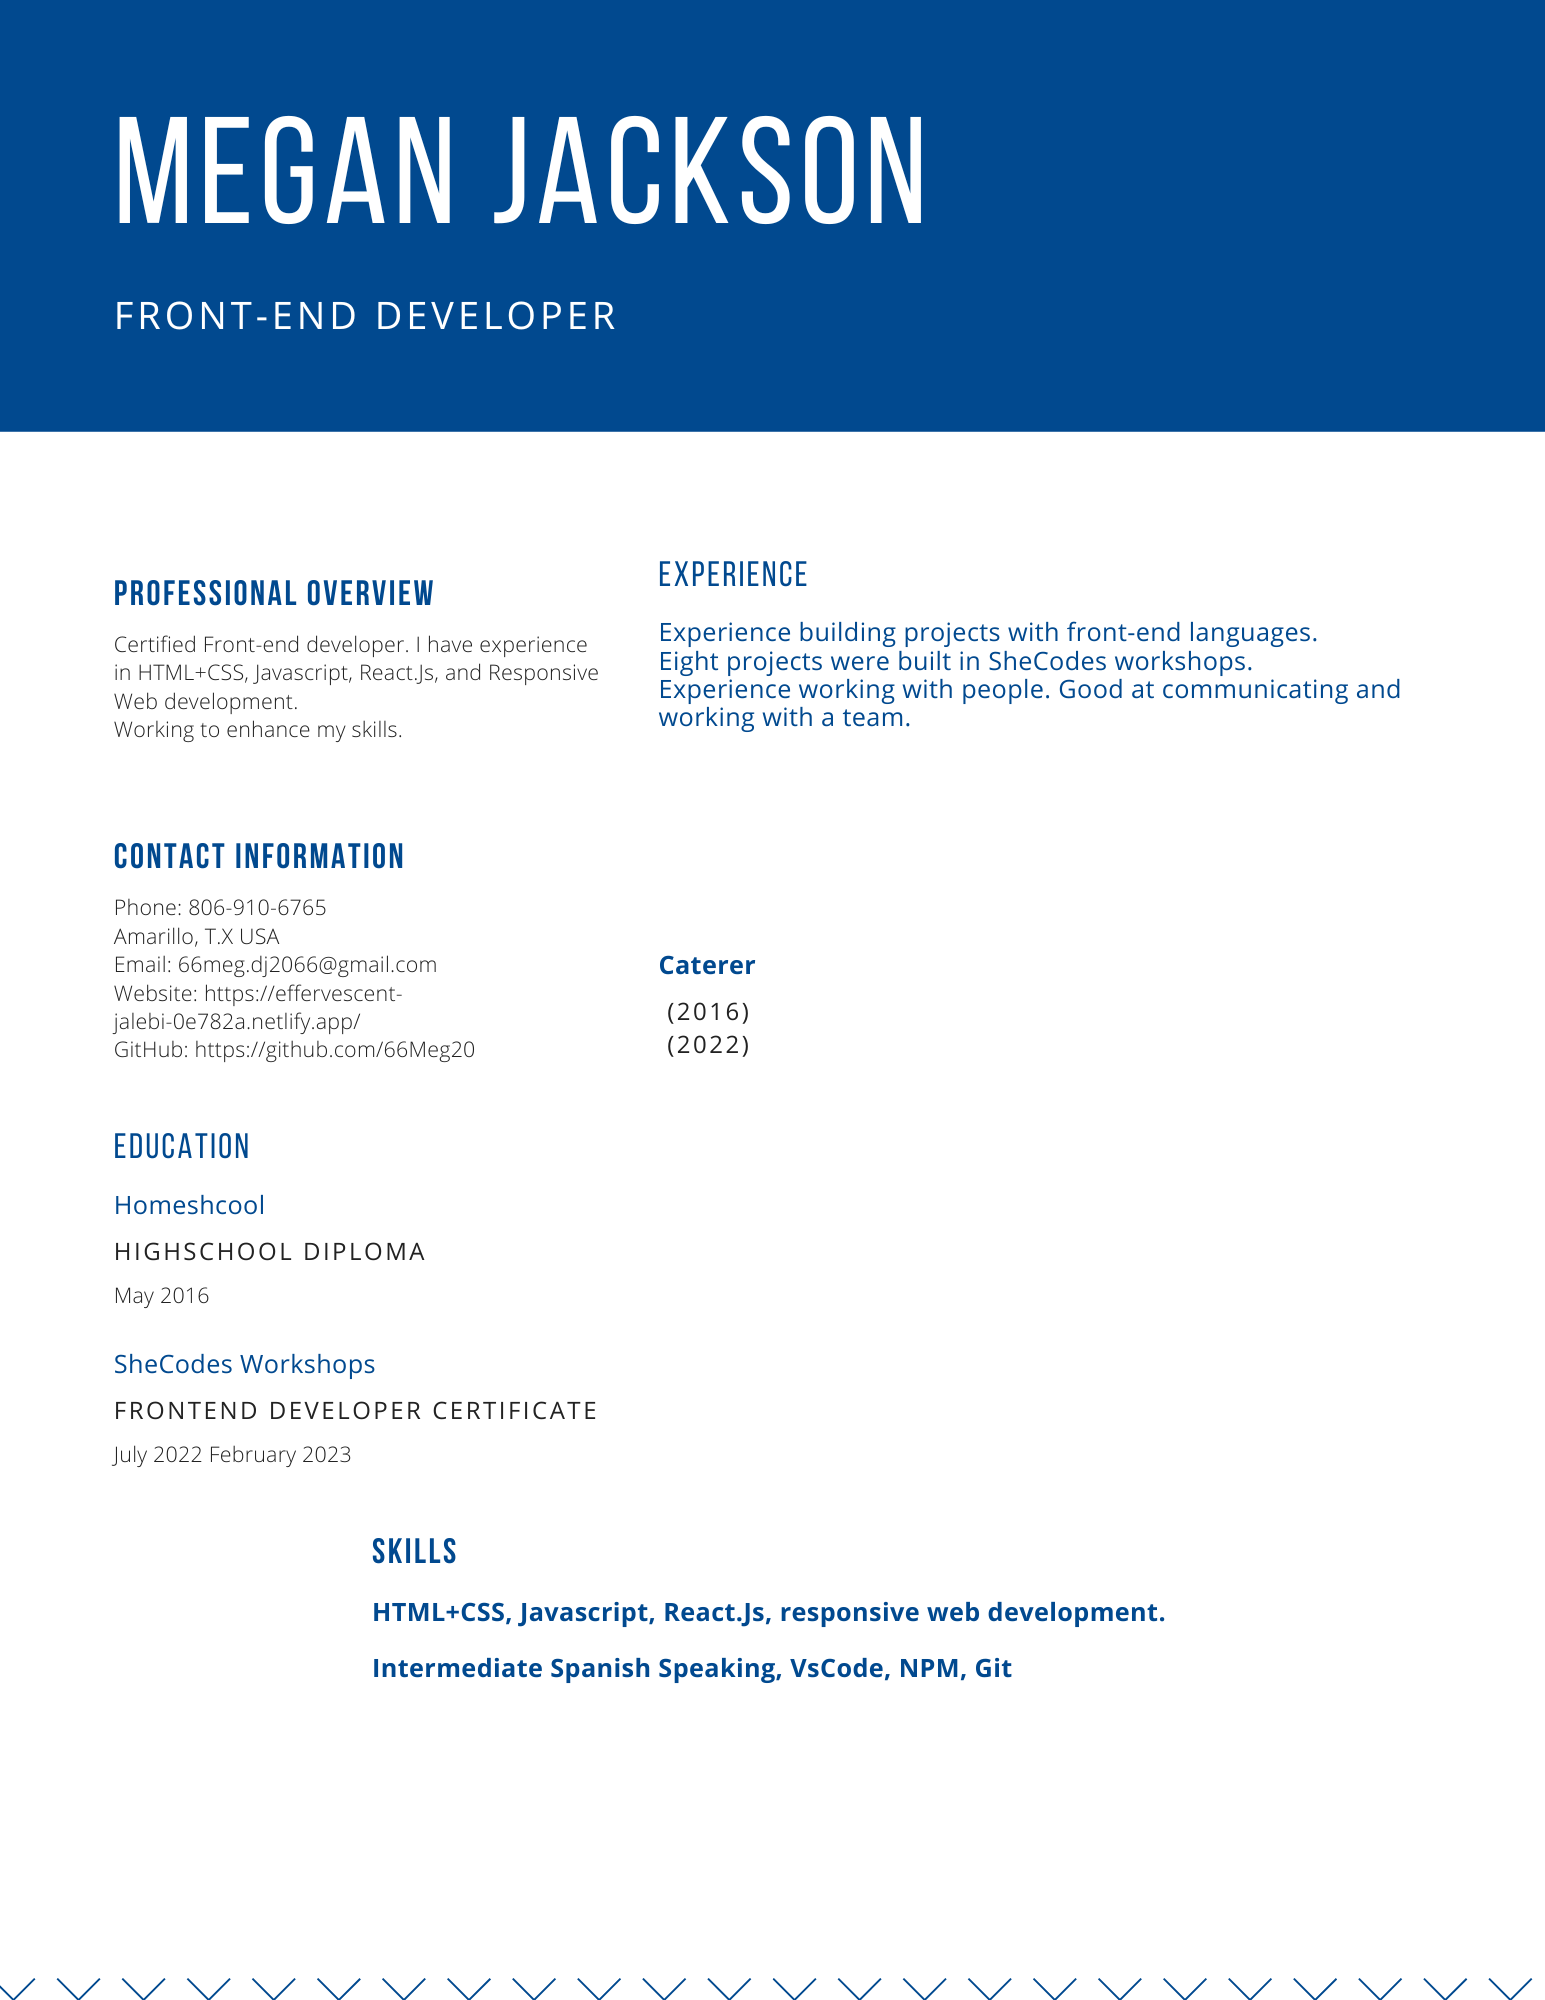 MEGAN JACKSON
FRONT-END DEVELOPER
PROFESSIONAL OVERVIEW
Certified Front-end developer. I have experience
in HTML+CSS, Javascript, React.Js, and Responsive
Web development.
Working to enhance my skills.
CONTACT INFORMATION
Phone: 806-910-6765
Amarillo, T.X USA
Email: 66meg.dj2066@gmail.com
Website: https://effervescent-
jalebi-0e782a.netlify.app/
GitHub: https://github.com/66Meg20
EDUCATION
Homeshcool
HIGHSCHOOL DIPLOMA
May 2016
SheCodes Workshops
FRONTEND DEVELOPER CERTIFICATE
July 2022 February 2023
EXPERIENCE
Experience building projects with front-end languages.
Eight projects were built in SheCodes workshops.
Experience working with people. Good at communicating and
working with a team.
Caterer
(2016)
(2022)
SKILLS
HTML+CSS, Javascript, React.Js, responsive web development.
Intermediate Spanish Speaking, VsCode, NPM, Git